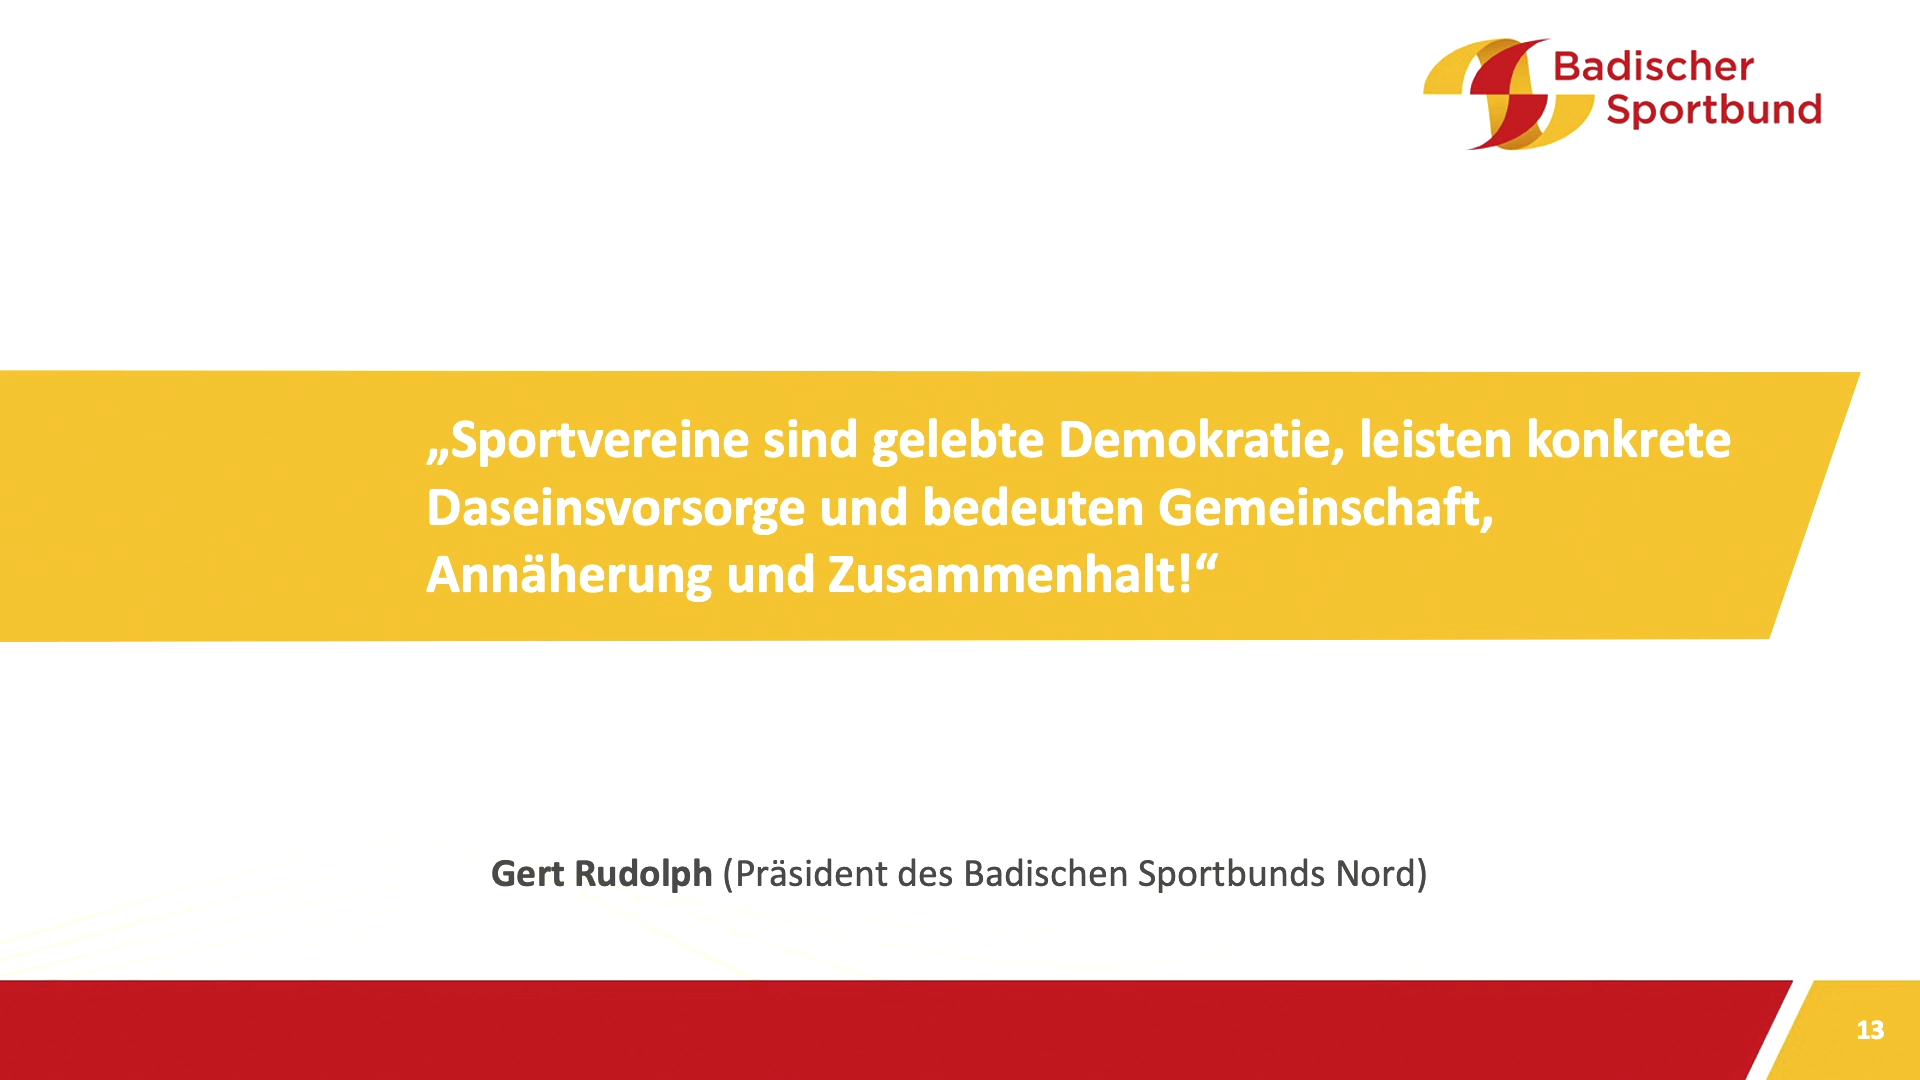 Badischer
Sportbund
„Sportvereine sind gelebte Demokratie, leisten konkrete
Daseinsvorsorge und bedeuten Gemeinschaft,
Annäherung und Zusammenhalt!“
Gert Rudolph (Präsident des Badischen Sportbunds Nord)
13